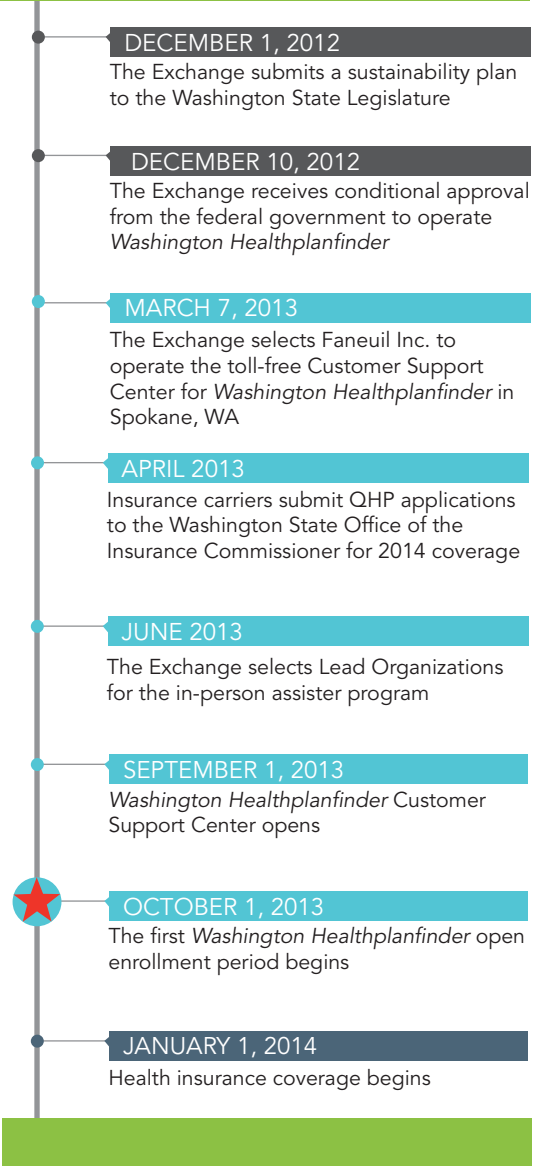 DECEMBER 1, 2012
The Exchange submits a sustainability plan
to the Washington State Legislature
DECEMBER 10, 2012
The Exchange receives conditional approval
from the federal government to operate
Washington Healthplanfinder
MARCH 7, 2013
The Exchange selects Faneuil Inc. to
operate the toll-free Customer Support
Center for Washington Healthplanfinder in
Spokane, WA
APRIL 2013
Insurance carriers submit QHP applications
to the Washington State Office of the
Insurance Commissioner for 2014 coverage
JUNE 2013
The Exchange selects Lead Organizations
for the in-person assister program
SEPTEMBER 1, 2013
Washington Healthplanfinder Customer
Support Center opens
OCTOBER 1, 2013
The first Washington Healthplanfinder open
enrollment period begins
JANUARY 1, 2014
Health insurance coverage begins